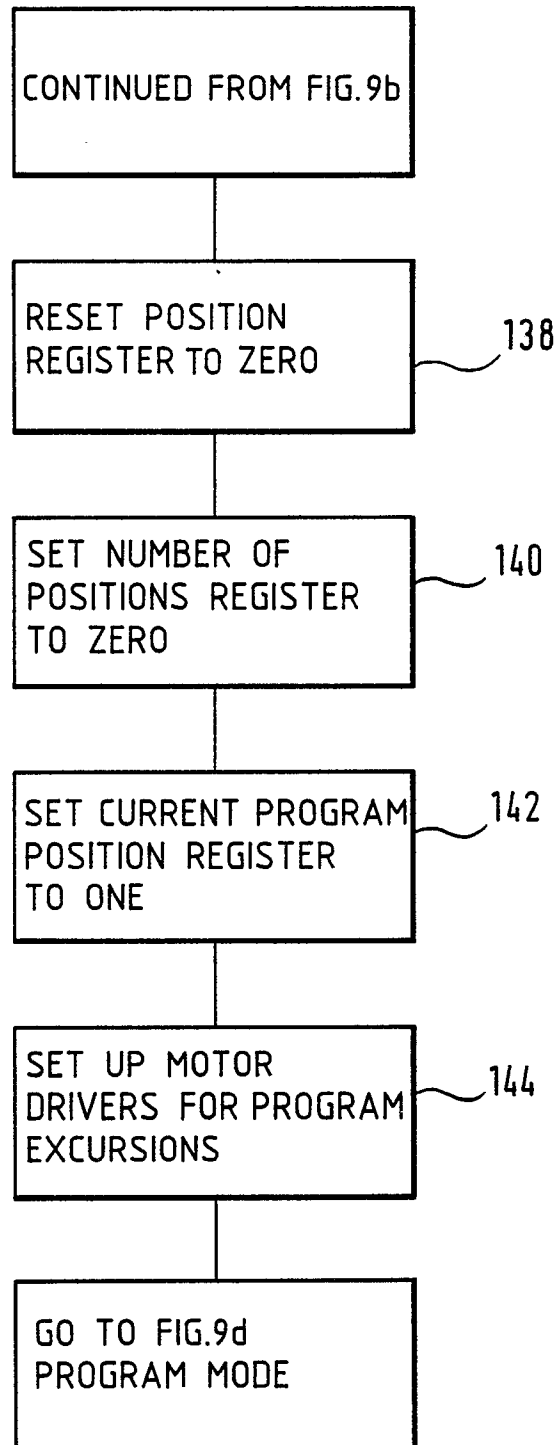 CONTINUED FROM FIG.9b
RESET POSITION
REGISTER TO ZERO
138
SET NUMBER OF
POSITIONS REGISTER
TO ZERO
140
SET CURRENT PROGRAM
POSITION REGISTER
TO ONE
142
SET UP MOTOR
DRIVERS FOR PROGRAM
EXCURSIONS
144
GO TO FIG.9d
PROGRAM MODE